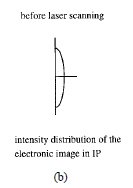 before laser scanning
intensity distribution of the
electronic image in IP
(b)